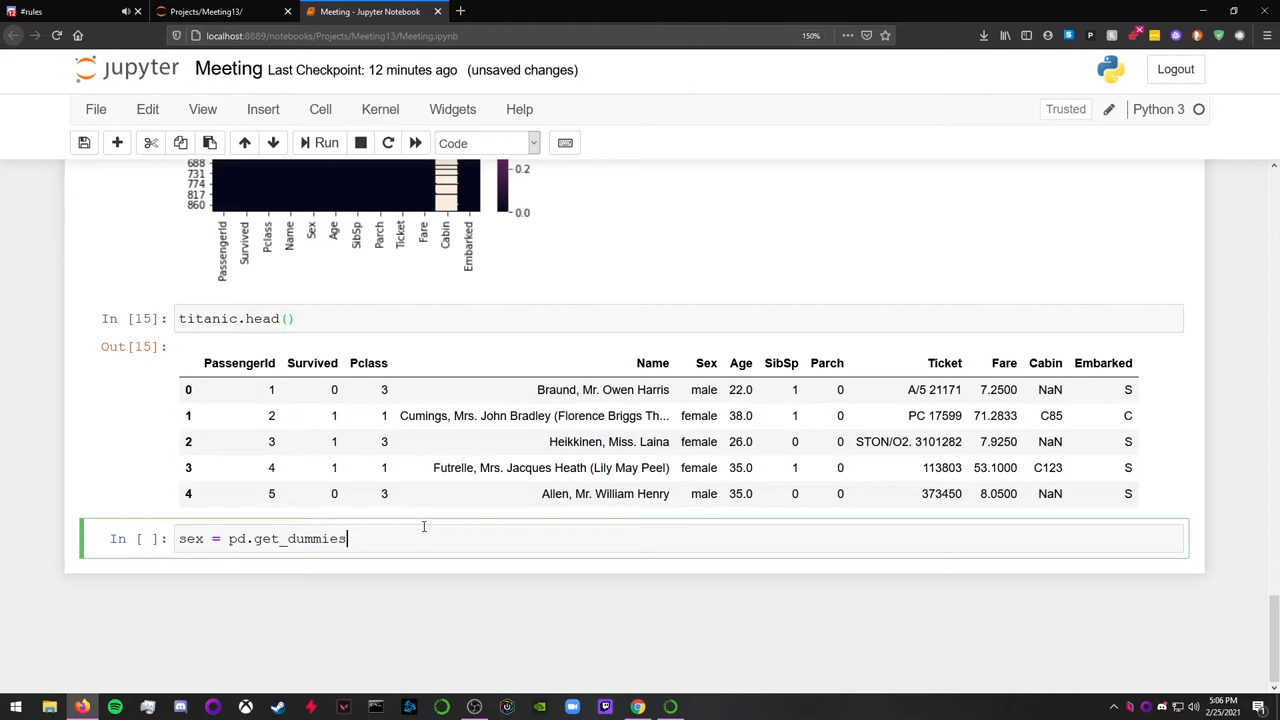 #rules
Projects/Meeting13/
Meeting - Jupyter Notebook
localhost:8889/notebooks/Projects/Meeting13/Meeting.ipynb
150%
jupyter Meeting Last Checkpoint: 12 minutes ago (unsaved changes)
Logout
File Edit View Insert Cell Kernel Widgets Help
Trusted Python 3
Run Code
688
731
774
817
860
0.2
0.0
PassengerId
Survived
Pclass
Name
Sex
Age
SibSp
Parch
Ticket
Fare
Cabin
Embarked
In [15]: titanic.head()
Out[15]:
PassengerId Survived Pclass Name Sex Age SibSp Parch Ticket Fare Cabin Embarked
0 1 0 3 Braund, Mr. Owen Harris male 22.0 1 0 A/5 21171 7.2500 NaN S
1 2 1 1 Cumings, Mrs. John Bradley (Florence Briggs Th... female 38.0 1 0 PC 17599 71.2833 C85 C
2 3 1 3 Heikkinen, Miss. Laina female 26.0 0 0 STON/O2. 3101282 7.9250 NaN S
3 4 1 1 Futrelle, Mrs. Jacques Heath (Lily May Peel) female 35.0 1 0 113803 53.1000 C123 S
4 5 0 3 Allen, Mr. William Henry male 35.0 0 0 373450 8.0500 NaN S
In [ ]: sex = pd.get_dummies
5:06 PM
2/25/2021